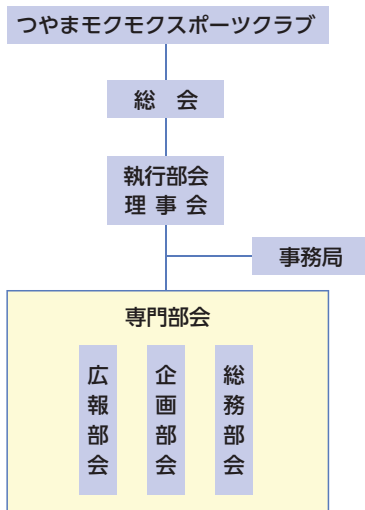 つやまモクモクスポーツクラブ
総　会
執行部会
理 事 会
事務局
専門部会
広報部会
企画部会
総務部会